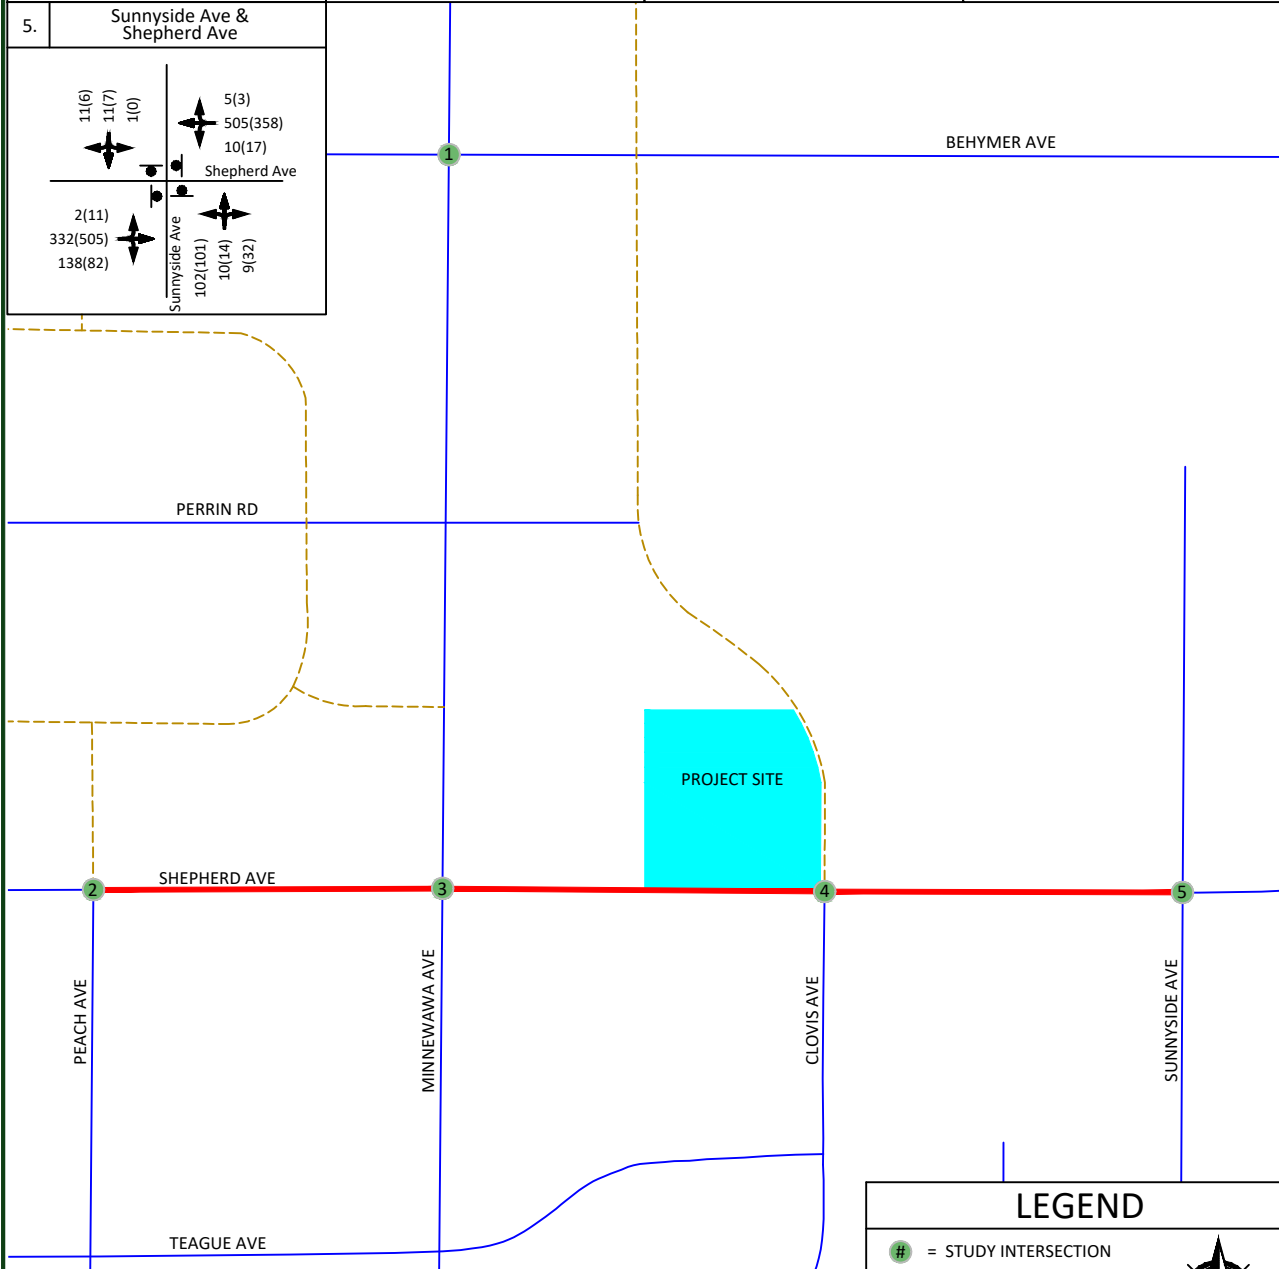 5.
Sunnyside Ave &
Shepherd Ave
11(6)
11(7)
1(0)
5(3)
505(358)
10(17)
Shepherd Ave
2(11)
332(505)
138(82)
Sunnyside Ave
102(101)
10(14)
9(32)
1
BEHYMER AVE
PERRIN RD
PROJECT SITE
SHEPHERD AVE
2
3
4
5
PEACH AVE
MINNEWAWA AVE
CLOVIS AVE
SUNNYSIDE AVE
TEAGUE AVE
LEGEND
# = STUDY INTERSECTION